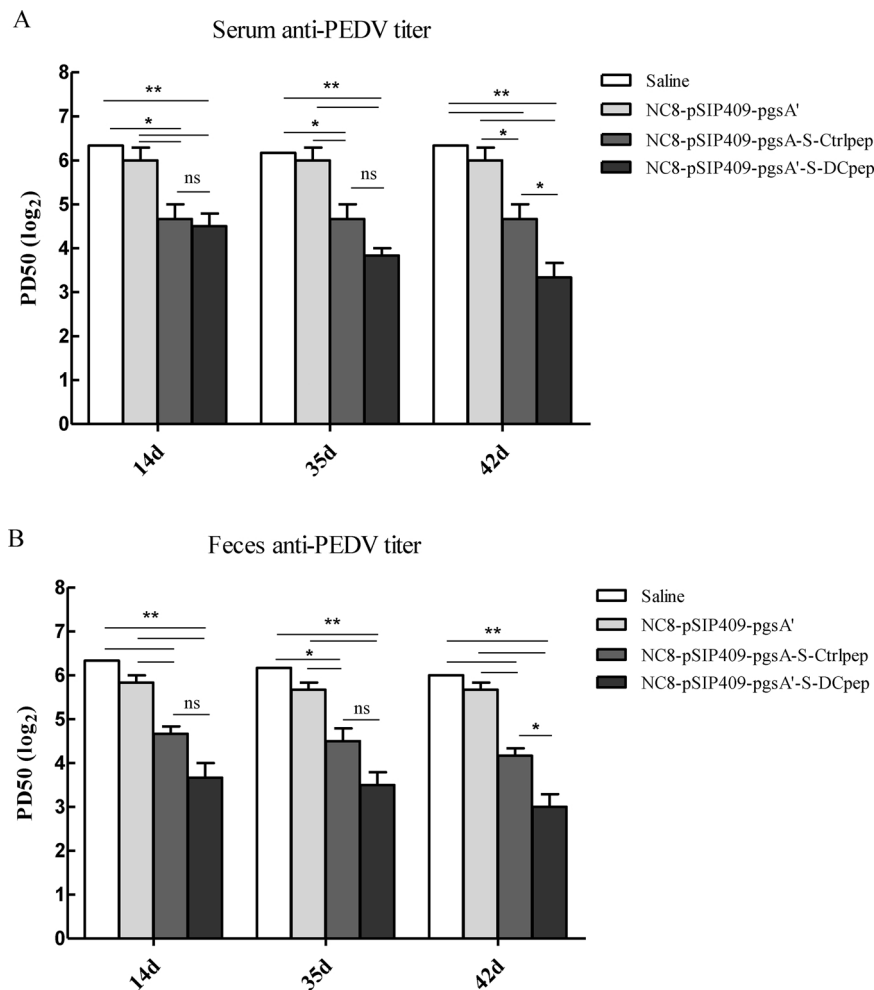 A
Serum anti-PEDV titer
PD50 (log2)
8
7
6
5
4
3
2
1
0
** ** **
* * *
ns ns *
14d 35d 42d
Saline
NC8-pSIP409-pgsA'
NC8-pSIP409-pgsA-S-Ctrlpep
NC8-pSIP409-pgsA'-S-DCpep
B
Feces anti-PEDV titer
PD50 (log2)
8
7
6
5
4
3
2
1
0
** ** **
*
ns ns *
14d 35d 42d
Saline
NC8-pSIP409-pgsA'
NC8-pSIP409-pgsA-S-Ctrlpep
NC8-pSIP409-pgsA'-S-DCpep